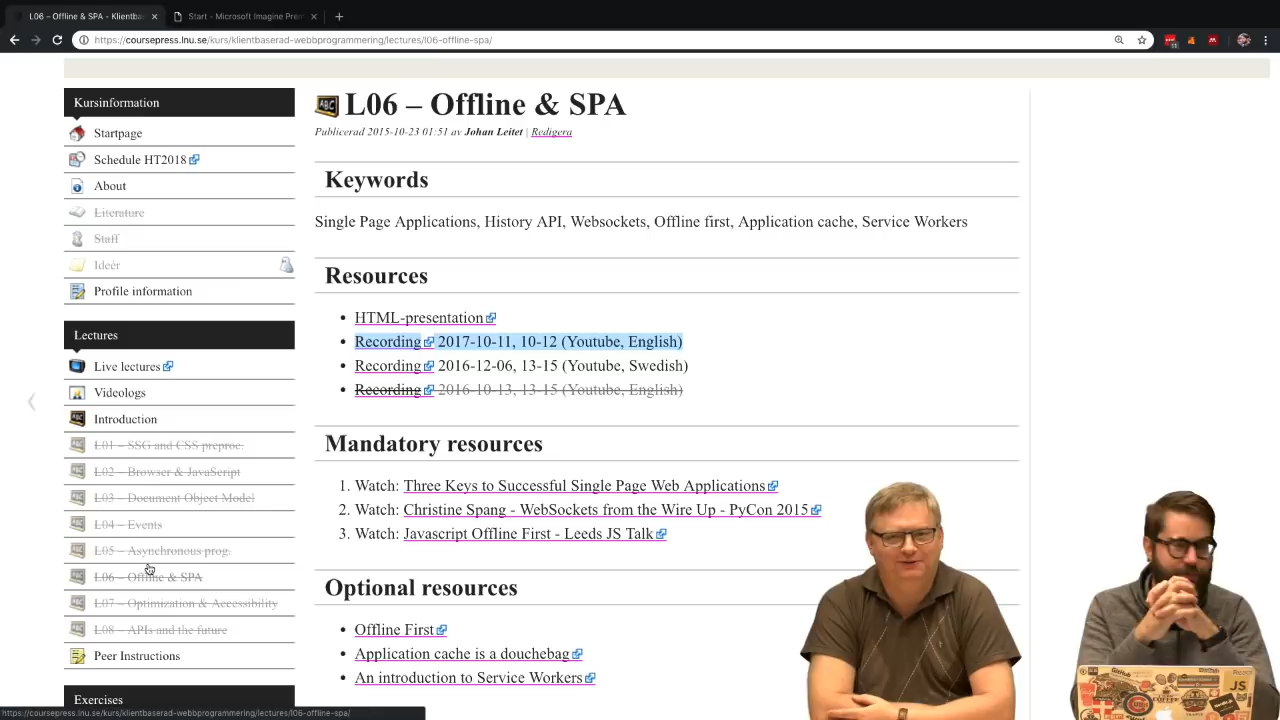 L06 – Offline & SPA - Klientba
Start - Microsoft Imagine Prem
https://coursepress.lnu.se/kurs/klientbaserad-webbprogrammering/lectures/l06-offline-spa/
Kursinformation
Startpage
Schedule HT2018
About
Literature
Staff
Ideér
Profile information
Lectures
Live lectures
Videologs
Introduction
L01 – SSG and CSS preproc.
L02 – Browser & JavaScript
L03 – Document Object Model
L04 – Events
L05 – Asynchronous prog.
L06 – Offline & SPA
L07 – Optimization & Accessibility
L08 – APIs and the future
Peer Instructions
Exercises
https://coursepress.lnu.se/kurs/klientbaserad-webbprogrammering/lectures/l06-offline-spa/
L06 – Offline & SPA
Publicerad 2015-10-23 01:51 av Johan Leitet | Redigera
Keywords
Single Page Applications, History API, Websockets, Offline first, Application cache, Service Workers
Resources
HTML-presentation
Recording 2017-10-11, 10-12 (Youtube, English)
Recording 2016-12-06, 13-15 (Youtube, Swedish)
Recording 2016-10-13, 13-15 (Youtube, English)
Mandatory resources
1. Watch: Three Keys to Successful Single Page Web Applications
2. Watch: Christine Spang - WebSockets from the Wire Up - PyCon 2015
3. Watch: Javascript Offline First - Leeds JS Talk
Optional resources
Offline First
Application cache is a douchebag
An introduction to Service Workers
GitHub
COFFEE
JS